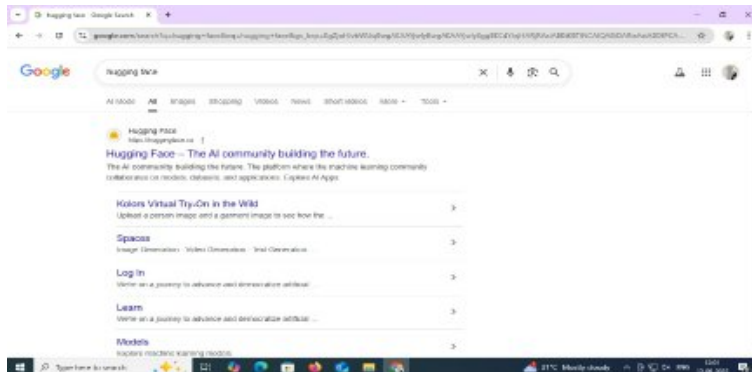 hugging face - Google Search
Google
hugging face
AI Mode All Images Shopping Videos News Short videos More Tools
Hugging Face
https://huggingface.co
Hugging Face – The AI community building the future.
The AI community building the future. The platform where the machine learning community
collaborates on models, datasets, and applications. Explore AI Apps
Kolors Virtual Try-On in the Wild
Upload a person image and a garment image to see how the ...
Spaces
Image Generation · Video Generation · Text Generation
Log In
We're on a journey to advance and democratize artificial ...
Learn
We're on a journey to advance and democratize artificial ...
Models
Explore machine learning models.
Type here to search
31°C Mostly cloudy
ENG